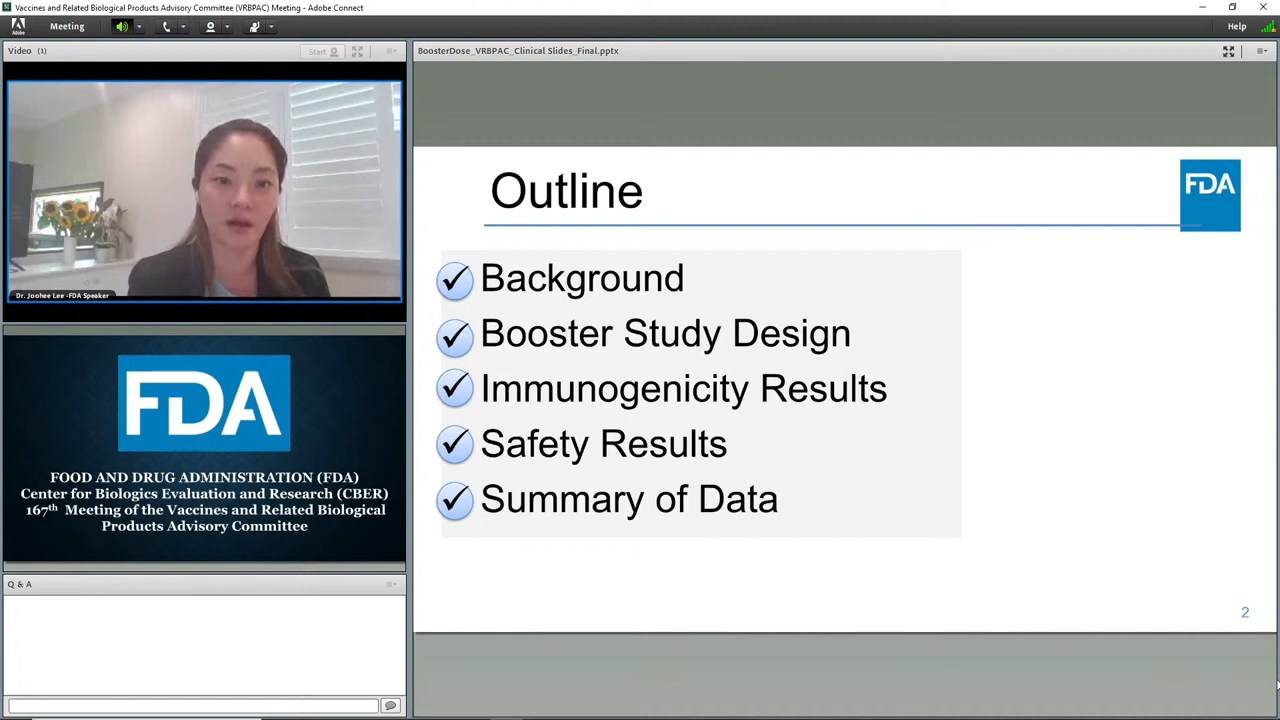 Vaccines and Related Biological Products Advisory Committee (VRBPAC) Meeting - Adobe Connect
Adobe
Meeting
Help
Video (1)
Start
Dr. Joohee Lee -FDA Speaker
FDA
FOOD AND DRUG ADMINISTRATION (FDA)
Center for Biologics Evaluation and Research (CBER)
167th Meeting of the Vaccines and Related Biological
Products Advisory Committee
Q & A
BoosterDose_VRBPAC_Clinical Slides_Final.pptx
Outline
FDA
Background
Booster Study Design
Immunogenicity Results
Safety Results
Summary of Data
2